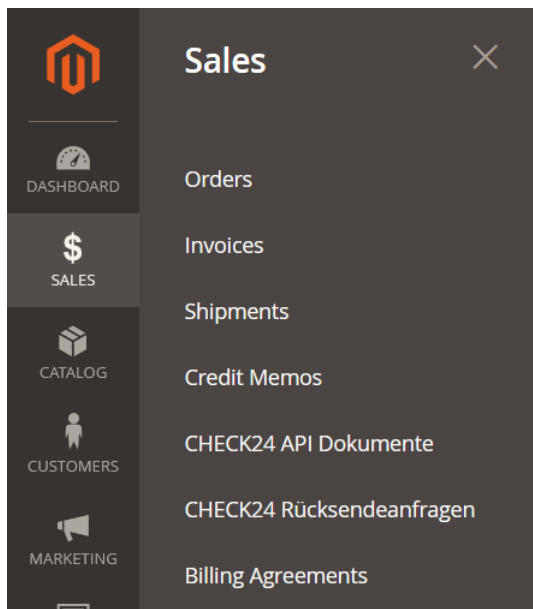 Sales
DASHBOARD
Orders
$
SALES
Invoices
Shipments
CATALOG
Credit Memos
CHECK24 API Dokumente
CUSTOMERS
CHECK24 Rücksendeanfragen
MARKETING
Billing Agreements